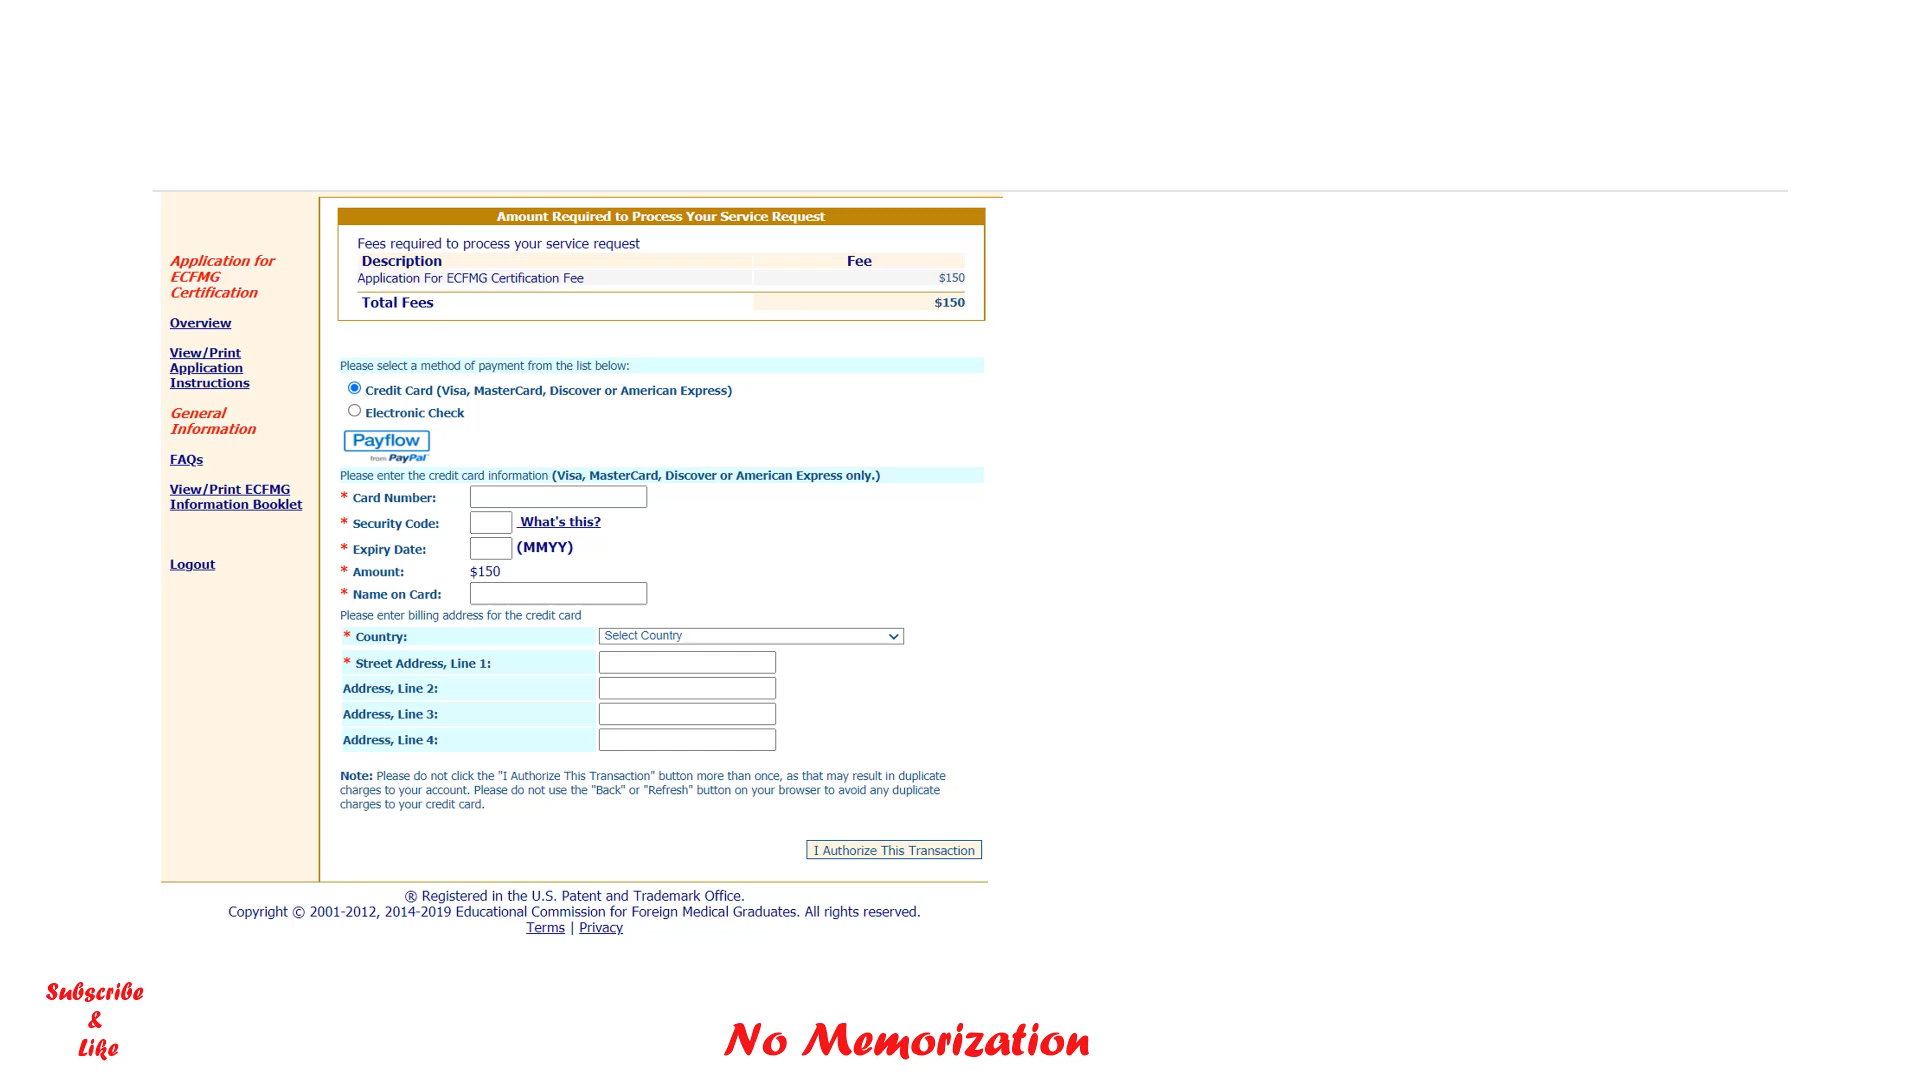 Amount Required to Process Your Service Request
Fees required to process your service request
Description Fee
Application For ECFMG Certification Fee $150
Total Fees $150
Application for
ECFMG
Certification
Overview
View/Print
Application
Instructions
General
Information
FAQs
View/Print ECFMG
Information Booklet
Logout
Please select a method of payment from the list below:
Credit Card (Visa, MasterCard, Discover or American Express)
Electronic Check
Payflow
from PayPal
Please enter the credit card information (Visa, MasterCard, Discover or American Express only.)
* Card Number:
* Security Code: What's this?
* Expiry Date: (MMYY)
* Amount: $150
* Name on Card:
Please enter billing address for the credit card
* Country: Select Country
* Street Address, Line 1:
Address, Line 2:
Address, Line 3:
Address, Line 4:
Note: Please do not click the "I Authorize This Transaction" button more than once, as that may result in duplicate
charges to your account. Please do not use the "Back" or "Refresh" button on your browser to avoid any duplicate
charges to your credit card.
I Authorize This Transaction
® Registered in the U.S. Patent and Trademark Office.
Copyright © 2001-2012, 2014-2019 Educational Commission for Foreign Medical Graduates. All rights reserved.
Terms | Privacy
Subscribe
&
Like
No Memorization